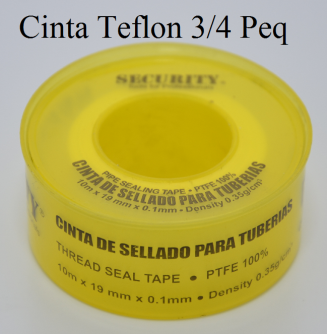 Cinta Teflon 3/4 Peq
SECURITY
PIPE SEALING TAPE • PTFE 100%
CINTA DE SELLADO PARA TUBERIAS
10m x 19 mm x 0.1mm • Density 0.35g/cm³
CINTA DE SELLADO PARA TUBERIAS
THREAD SEAL TAPE • PTFE 100%
10m x 19 mm x 0.1mm • Density 0.35g/